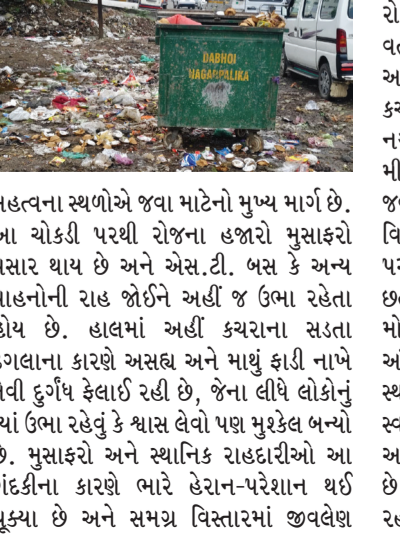 DABHOI
NAGARPALIKA
મહત્વના સ્થળોએ જવા માટેનો મુખ્ય માર્ગ છે.
આ ચોકડી પરથી રોજના હજારો મુસાફરો
પસાર થાય છે અને એસ.ટી. બસ કે અન્ય
વાહનોની રાહ જોઈને અહીં જ ઉભા રહેતા
હોય છે. હાલમાં અહીં કચરાના સડતા
ઢગલાના કારણે અસહ્ય અને માથું ફાડી નાખે
તેવી દુર્ગંધ ફેલાઈ રહી છે, જેના લીધે લોકોનું
ત્યાં ઉભા રહેવું કે શ્વાસ લેવો પણ મુશ્કેલ બન્યો
છે. મુસાફરો અને સ્થાનિક રાહદારીઓ આ
ગંદકીના કારણે ભારે હેરાન-પરેશાન થઈ
ચૂક્યા છે અને સમગ્ર વિસ્તારમાં જીવલેણ